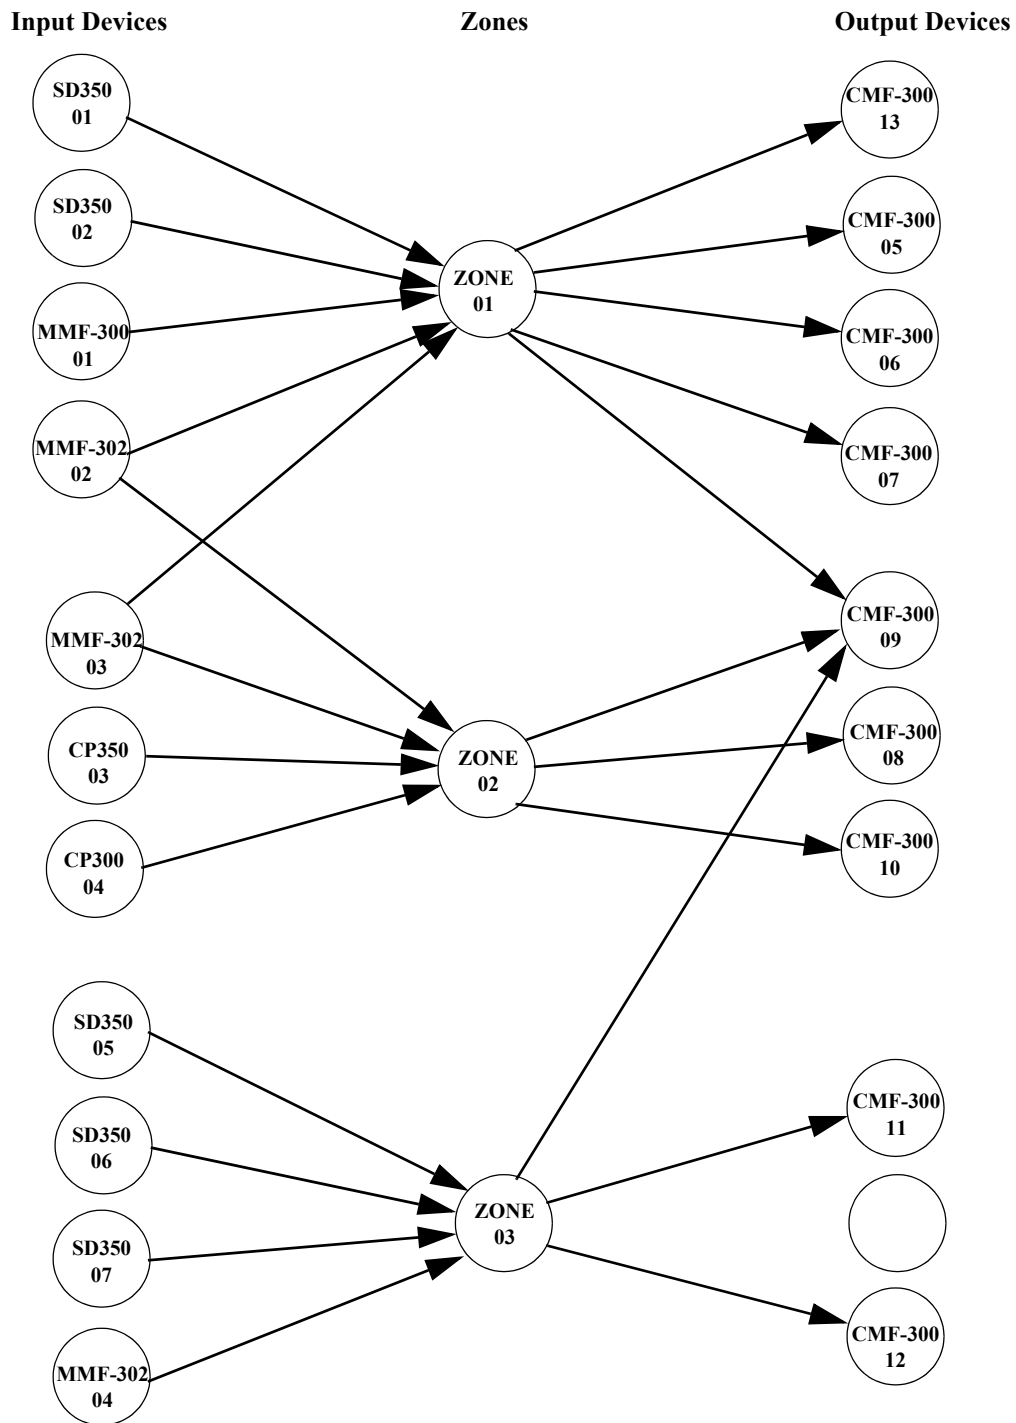 Input Devices
Zones
Output Devices
SD350
01
SD350
02
MMF-300
01
MMF-302
02
MMF-302
03
CP350
03
CP300
04
SD350
05
SD350
06
SD350
07
MMF-302
04
ZONE
01
ZONE
02
ZONE
03
CMF-300
13
CMF-300
05
CMF-300
06
CMF-300
07
CMF-300
09
CMF-300
08
CMF-300
10
CMF-300
11
CMF-300
12